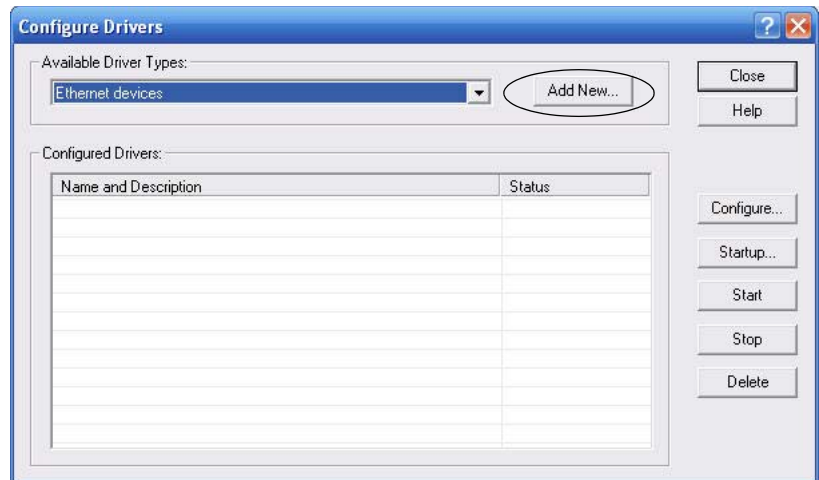 Configure Drivers
Available Driver Types:
Ethernet devices
Add New...
Close
Help
Configured Drivers:
Name and Description
Status
Configure...
Startup...
Start
Stop
Delete